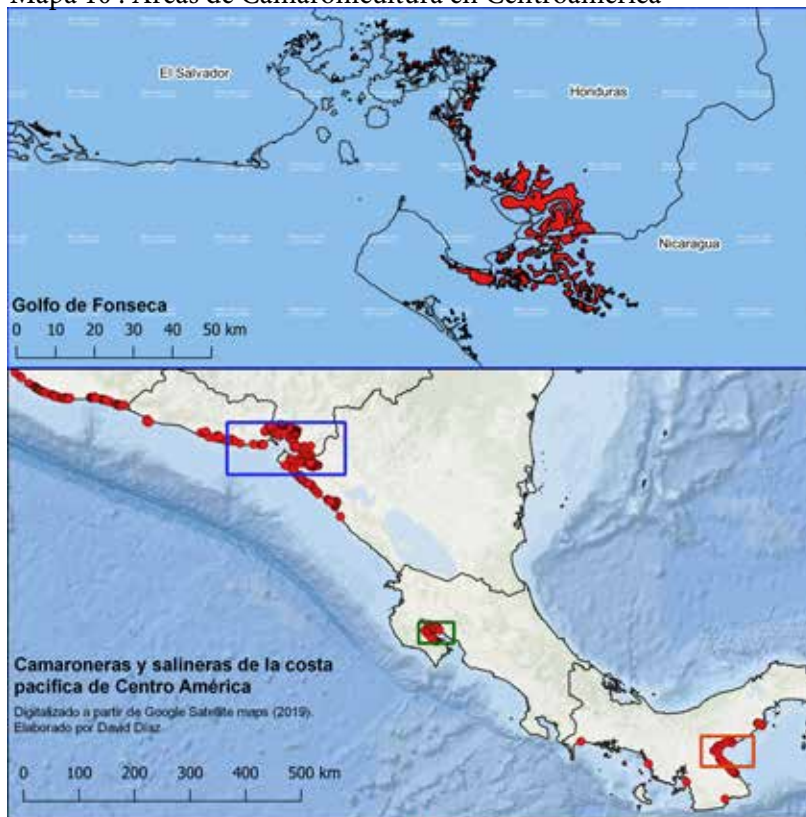 Mapa 10 . Áreas de Camaronicultura en Centroamérica
El Salvador
Honduras
Nicaragua
Golfo de Fonseca
0 10 20 30 40 50 km
Camaroneras y salineras de la costa
pacífica de Centro América
Digitalizado a partir de Google Satellite maps (2019).
Elaborado por David Díaz
0 100 200 300 400 500 km